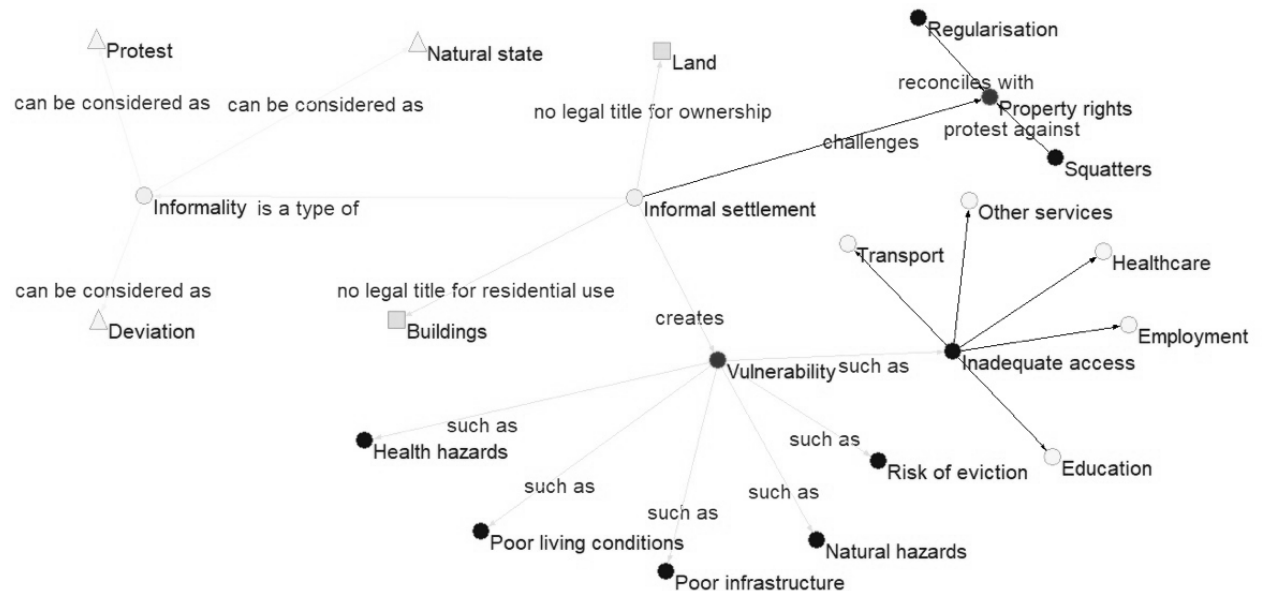 Regularisation
Protest
Natural state
Land
can be considered as
can be considered as
reconciles with
no legal title for ownership
Property rights
protest against
challenges
Squatters
Informality
is a type of
Informal settlement
Other services
Transport
Healthcare
can be considered as
no legal title for residential use
Deviation
Buildings
creates
Employment
Vulnerability
such as
Inadequate access
such as
Health hazards
such as
Risk of eviction
Education
such as
such as
such as
Poor living conditions
Natural hazards
Poor infrastructure